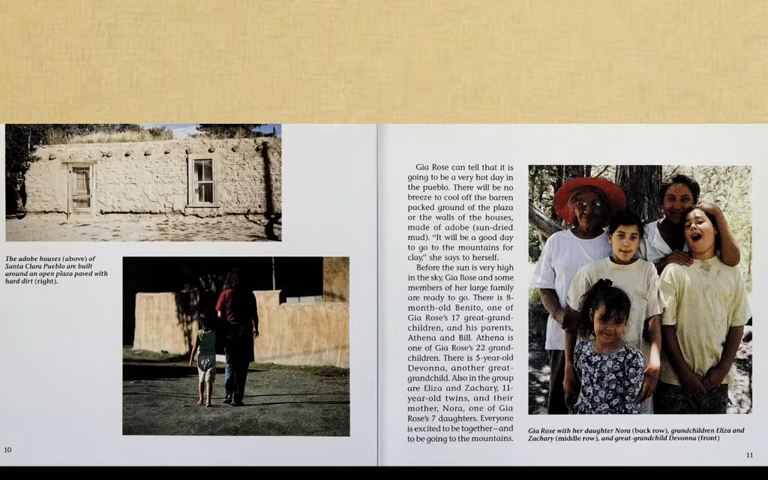 The adobe houses (above) of
Santa Clara Pueblo are built
around an open plaza paved with
hard dirt (right).
10
Gia Rose can tell that it is
going to be a very hot day in
the pueblo. There will be no
breeze to cool off the barren
packed ground of the plaza
or the walls of the houses,
made of adobe (sun-dried
mud). "It will be a good day
to go to the mountains for
clay," she says to herself.
Before the sun is very high
in the sky, Gia Rose and some
members of her large family
are ready to go. There is 8-
month-old Benito, one of
Gia Rose's 17 great-grand-
children, and his parents,
Athena and Bill. Athena is
one of Gia Rose's 22 grand-
children. There is 5-year-old
Devonna, another great-
grandchild. Also in the group
are Eliza and Zachary, 11-
year-old twins, and their
mother, Nora, one of Gia
Rose's 7 daughters. Everyone
is excited to be together—and
to be going to the mountains.
Gia Rose with her daughter Nora (back row), grandchildren Eliza and
Zachary (middle row), and great-grandchild Devonna (front)
11